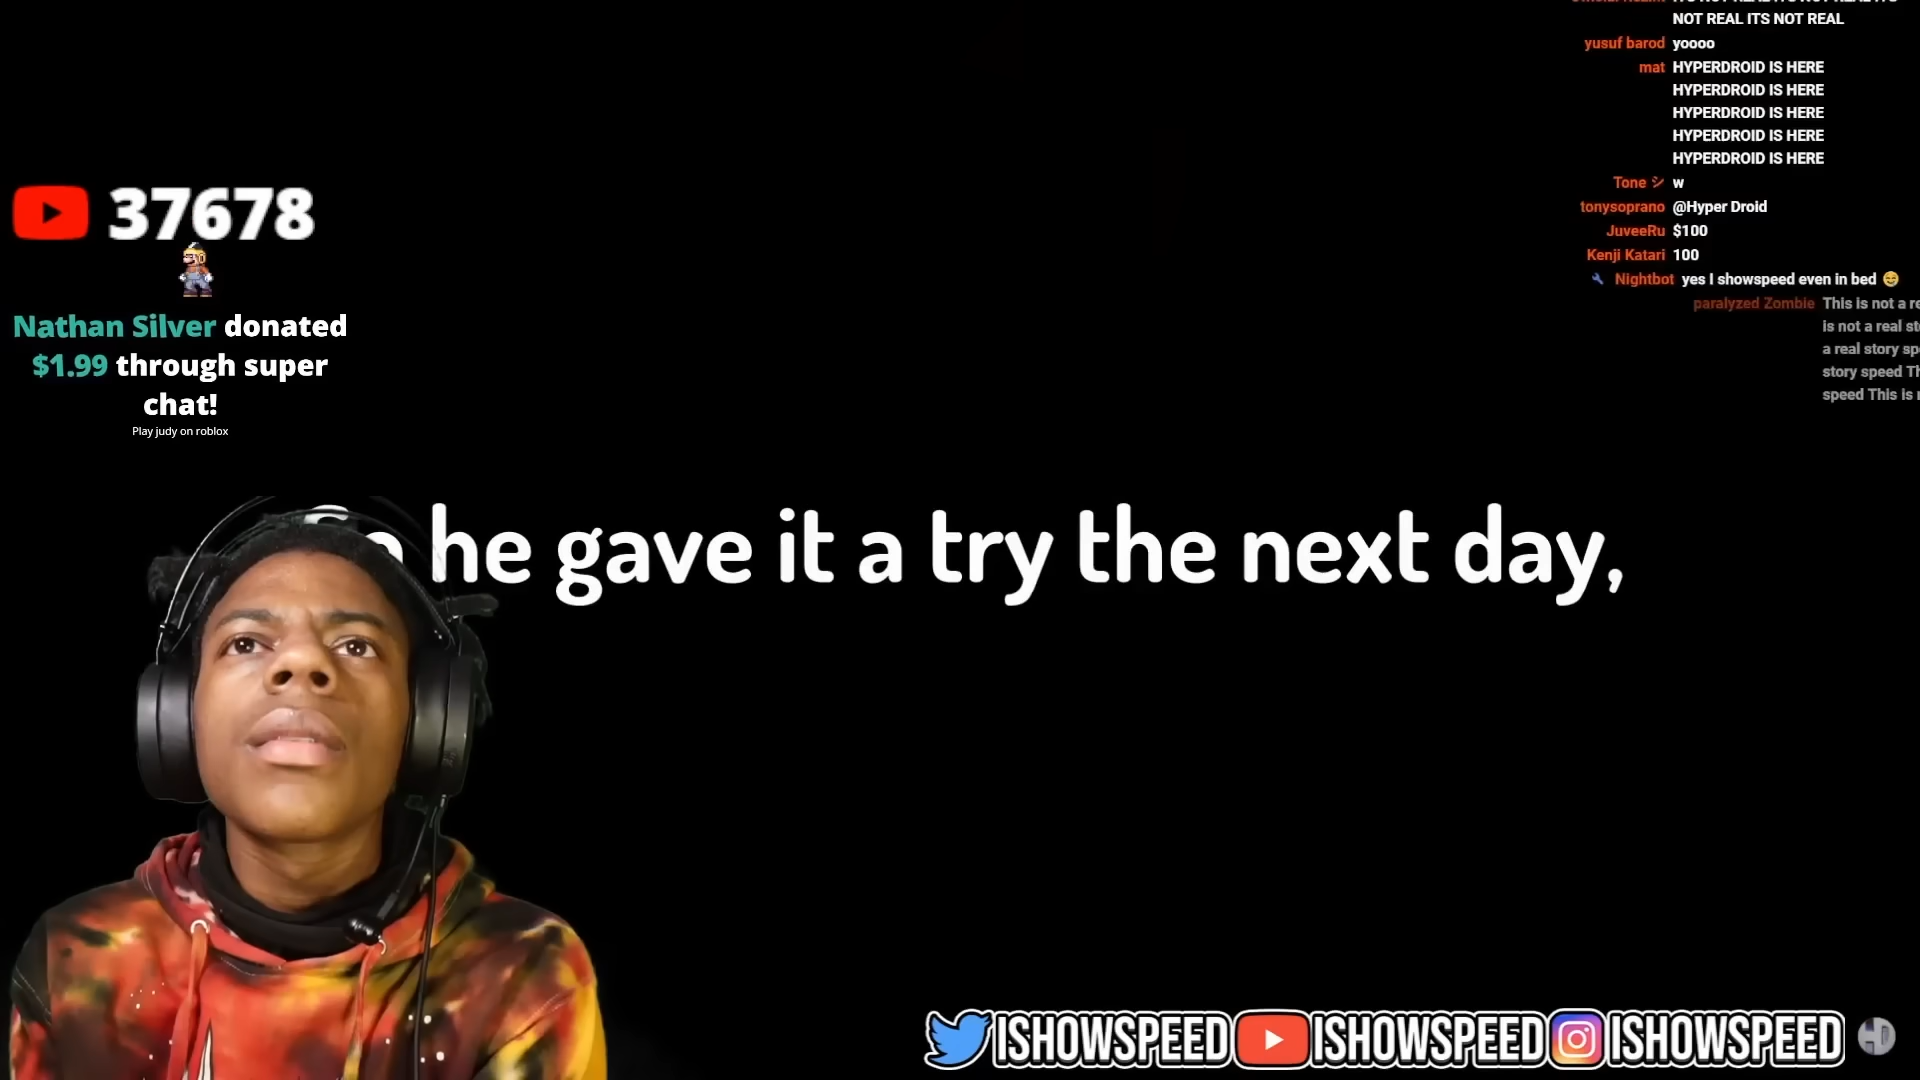 NOT REAL ITS NOT REAL
yusuf barod yoooo
mat HYPERDROID IS HERE
HYPERDROID IS HERE
HYPERDROID IS HERE
HYPERDROID IS HERE
HYPERDROID IS HERE
Tone シ w
tonysoprano @Hyper Droid
JuveeRu $100
Kenji Katari 100
Nightbot yes I showspeed even in bed 😊
paralyzed Zombie This is not a
is not a real
a real story
story speed
speed This is
37678
Nathan Silver donated
$1.99 through super
chat!
Play judy on roblox
So he gave it a try the next day,
ISHOWSPEED ISHOWSPEED ISHOWSPEED HD